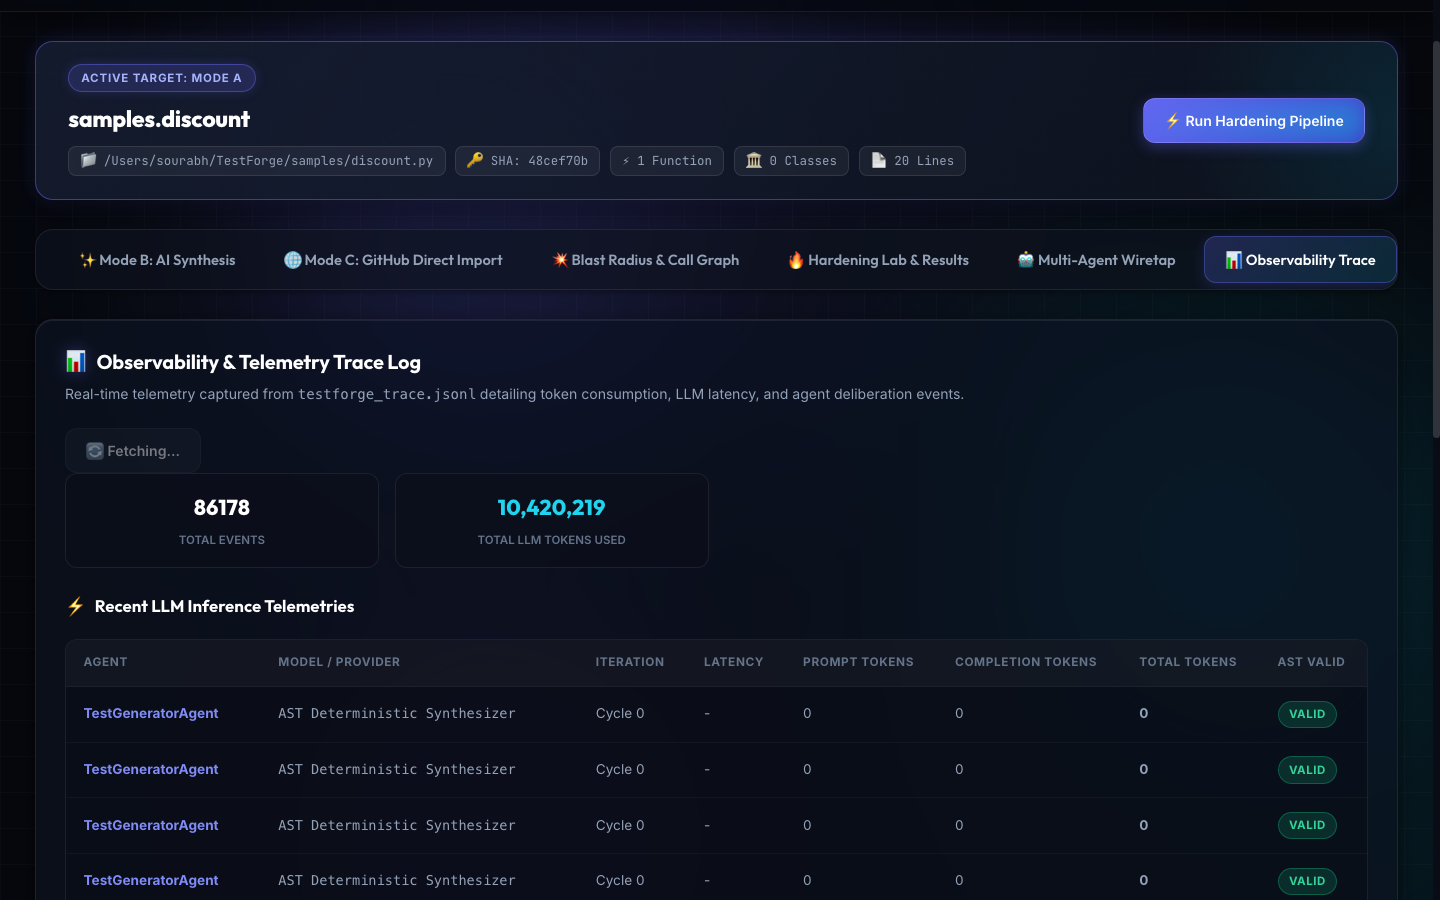 ACTIVE TARGET: MODE A
samples.discount
/Users/sourabh/TestForge/samples/discount.py SHA: 48cef70b ⚡ 1 Function 0 Classes 20 Lines
⚡ Run Hardening Pipeline
Mode B: AI Synthesis Mode C: GitHub Direct Import Blast Radius & Call Graph Hardening Lab & Results Multi-Agent Wiretap Observability Trace
Observability & Telemetry Trace Log
Real-time telemetry captured from testforge_trace.jsonl detailing token consumption, LLM latency, and agent deliberation events.
Fetching...
86178 10,420,219
TOTAL EVENTS TOTAL LLM TOKENS USED
⚡ Recent LLM Inference Telemetries
AGENT MODEL / PROVIDER ITERATION LATENCY PROMPT TOKENS COMPLETION TOKENS TOTAL TOKENS AST VALID
TestGeneratorAgent AST Deterministic Synthesizer Cycle 0 - 0 0 0 VALID
TestGeneratorAgent AST Deterministic Synthesizer Cycle 0 - 0 0 0 VALID
TestGeneratorAgent AST Deterministic Synthesizer Cycle 0 - 0 0 0 VALID
TestGeneratorAgent AST Deterministic Synthesizer Cycle 0 - 0 0 0 VALID